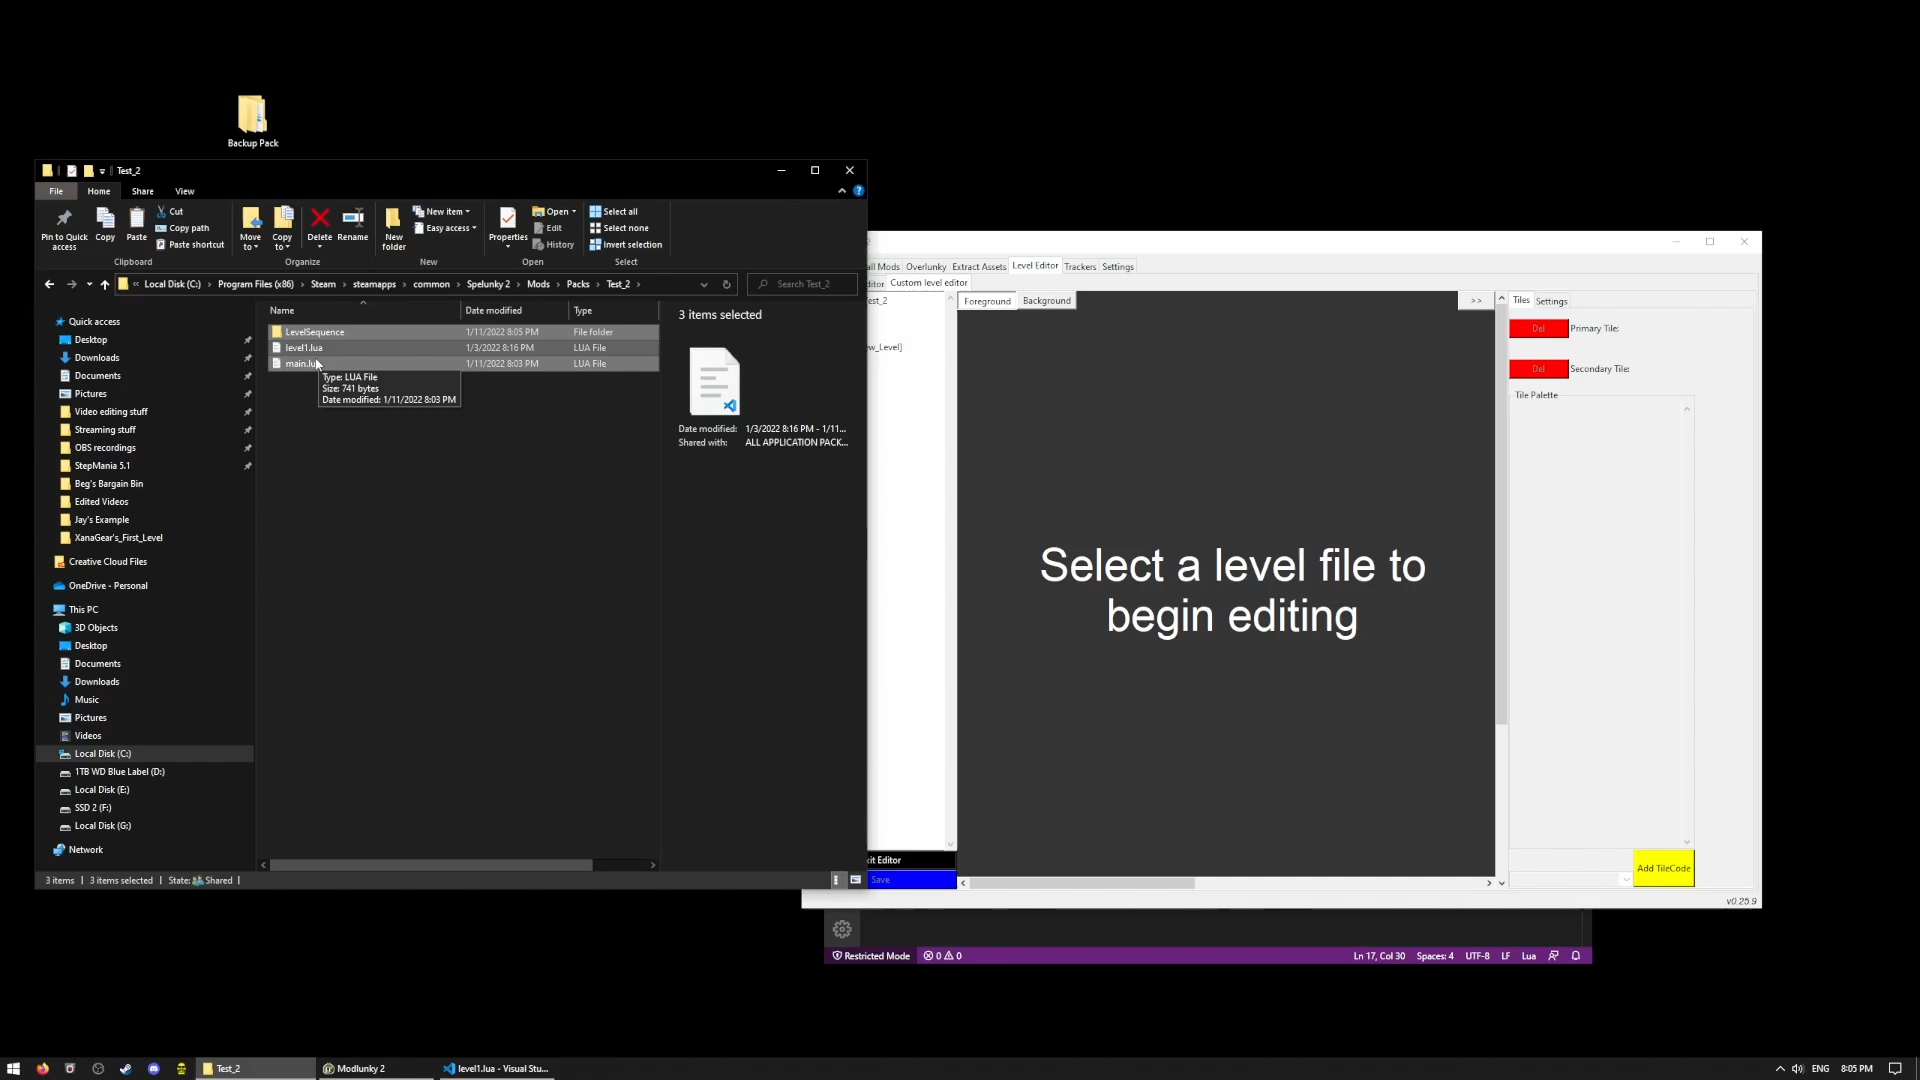 Backup Pack
Test_2
File Home Share View
Pin to Quick access
Copy
Paste
Cut
Copy path
Paste shortcut
Clipboard
Move to
Copy to
Delete
Rename
Organize
New folder
New item
Easy access
New
Properties
Open
Edit
History
Open
Select all
Select none
Invert selection
Select
« Local Disk (C:) › Program Files (x86) › Steam › steamapps › common › Spelunky 2 › Mods › Packs › Test_2 ›
Search Test_2
Name Date modified Type
LevelSequence 1/11/2022 8:05 PM File folder
level1.lua 1/3/2022 8:16 PM LUA File
main.lu 1/11/2022 8:03 PM LUA File
Type: LUA File
Size: 741 bytes
Date modified: 1/11/2022 8:03 PM
3 items selected
Date modified: 1/3/2022 8:16 PM - 1/11...
Shared with: ALL APPLICATION PACK...
Quick access
Desktop
Downloads
Documents
Pictures
Video editing stuff
Streaming stuff
OBS recordings
StepMania 5.1
Beg's Bargain Bin
Edited Videos
Jay's Example
XanaGear's_First_Level
Creative Cloud Files
OneDrive - Personal
This PC
3D Objects
Desktop
Documents
Downloads
Music
Pictures
Videos
Local Disk (C:)
1TB WD Blue Label (D:)
Local Disk (E:)
SSD 2 (F:)
Local Disk (G:)
Network
3 items | 3 items selected | State: Shared |
all Mods Overlunky Extract Assets Level Editor Trackers Settings
ditor Custom level editor
est_2
ew_Level]
Foreground Background
>>
Select a level file to
begin editing
Tiles Settings
Del Primary Tile:
Del Secondary Tile:
Tile Palette
Add TileCode
xit Editor
Save
v0.25.9
Restricted Mode 0 0
Ln 17, Col 30 Spaces: 4 UTF-8 LF Lua
Test_2
Modlunky 2
level1.lua - Visual Stu...
ENG 8:05 PM